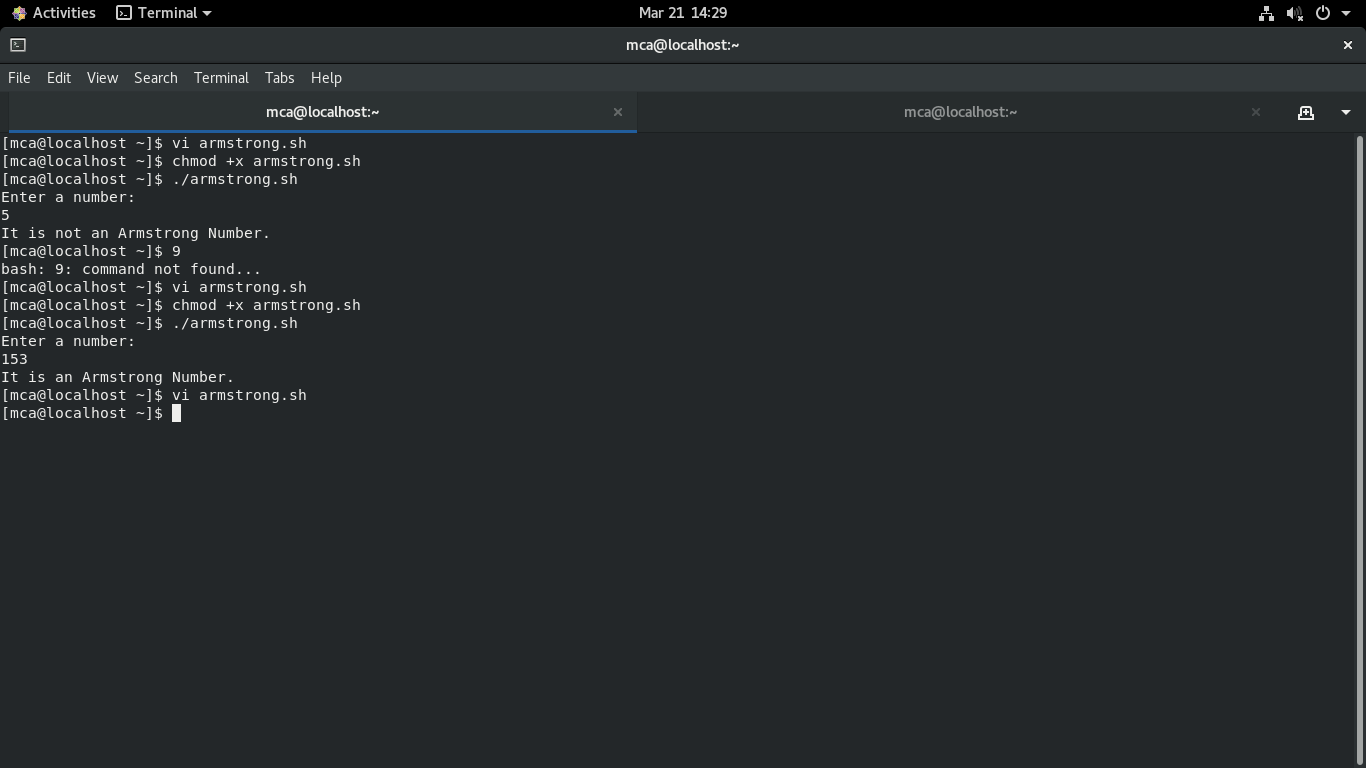 Activities Terminal Mar 21 14:29
mca@localhost:~
File Edit View Search Terminal Tabs Help
mca@localhost:~ mca@localhost:~
[mca@localhost ~]$ vi armstrong.sh
[mca@localhost ~]$ chmod +x armstrong.sh
[mca@localhost ~]$ ./armstrong.sh
Enter a number:
5
It is not an Armstrong Number.
[mca@localhost ~]$ 9
bash: 9: command not found...
[mca@localhost ~]$ vi armstrong.sh
[mca@localhost ~]$ chmod +x armstrong.sh
[mca@localhost ~]$ ./armstrong.sh
Enter a number:
153
It is an Armstrong Number.
[mca@localhost ~]$ vi armstrong.sh
[mca@localhost ~]$